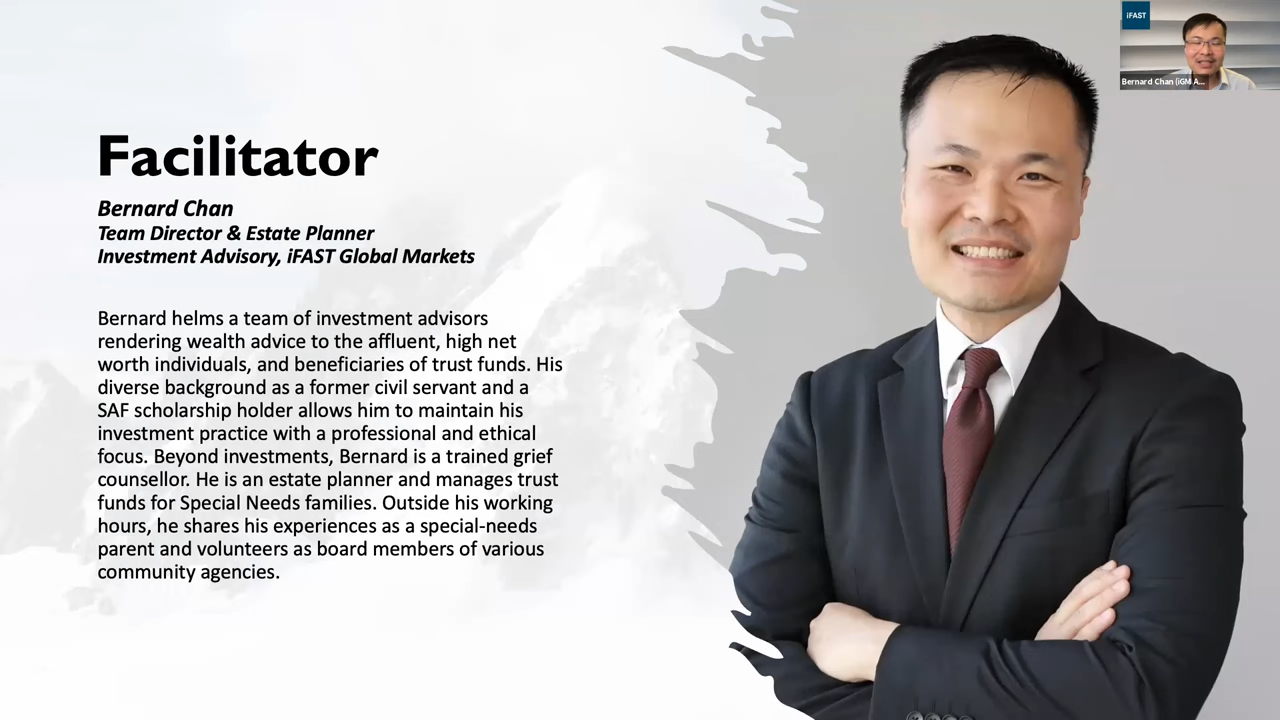 iFAST
Bernard Chan (iGM A...
Facilitator
Bernard Chan
Team Director & Estate Planner
Investment Advisory, iFAST Global Markets
Bernard helms a team of investment advisors
rendering wealth advice to the affluent, high net
worth individuals, and beneficiaries of trust funds. His
diverse background as a former civil servant and a
SAF scholarship holder allows him to maintain his
investment practice with a professional and ethical
focus. Beyond investments, Bernard is a trained grief
counsellor. He is an estate planner and manages trust
funds for Special Needs families. Outside his working
hours, he shares his experiences as a special-needs
parent and volunteers as board members of various
community agencies.